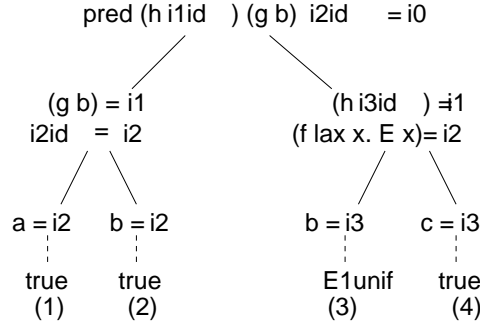 pred (h i1id ) (g b) i2id = i0
(g b) = i1
(h i3id ) = i1
i2id = i2
(f lax x. E x) = i2
a = i2
b = i2
b = i3
c = i3
true
true
E1unif
true
(1)
(2)
(3)
(4)